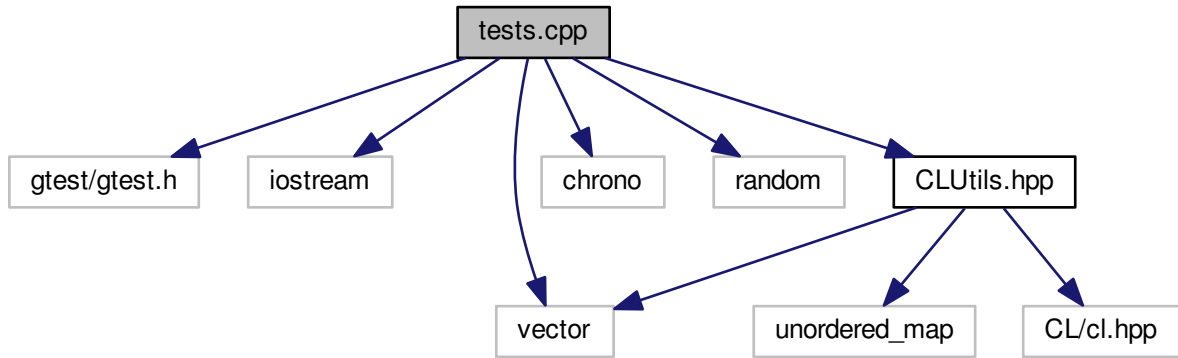 tests.cpp
gtest/gtest.h
iostream
chrono
random
CLUtils.hpp
vector
unordered_map
CL/cl.hpp